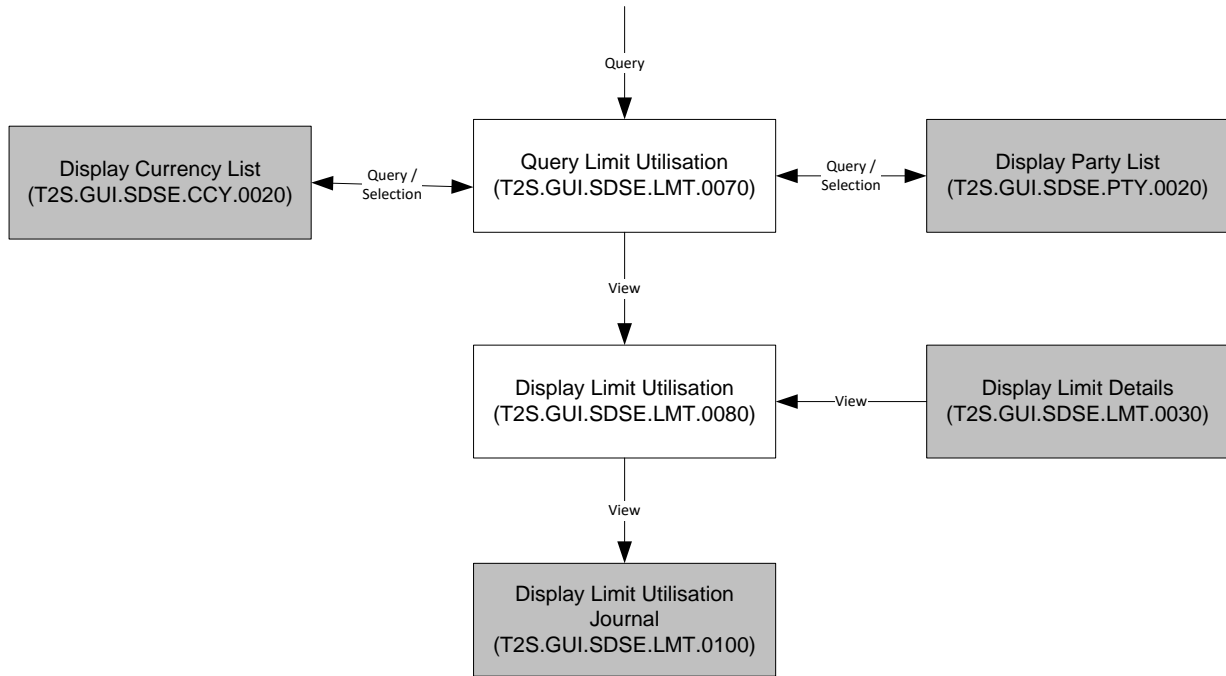 Query
Display Currency List
(T2S.GUI.SDSE.CCY.0020)
Query /
Selection
Query Limit Utilisation
(T2S.GUI.SDSE.LMT.0070)
Query /
Selection
Display Party List
(T2S.GUI.SDSE.PTY.0020)
View
Display Limit Utilisation
(T2S.GUI.SDSE.LMT.0080)
View
Display Limit Details
(T2S.GUI.SDSE.LMT.0030)
View
Display Limit Utilisation
Journal
(T2S.GUI.SDSE.LMT.0100)